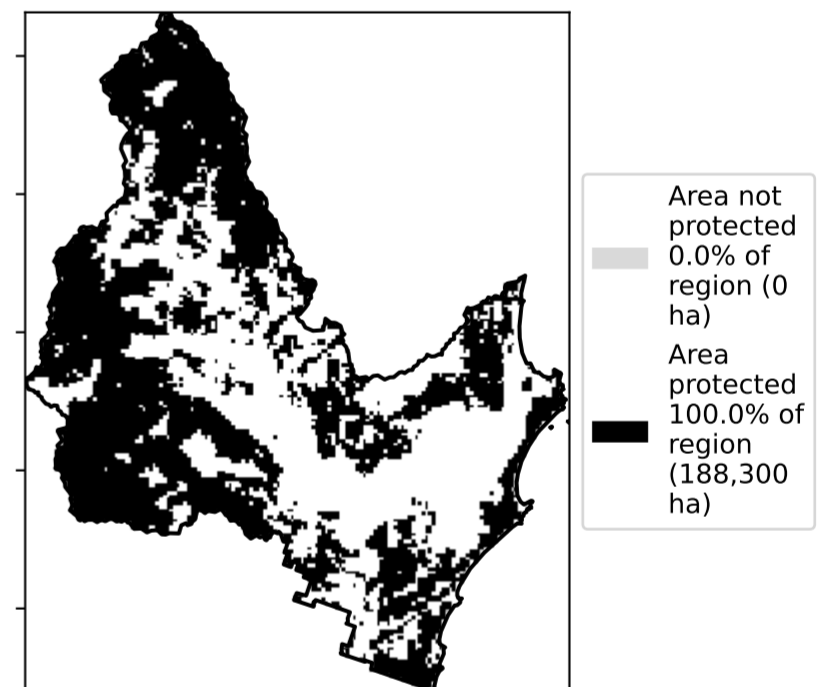 Area not
protected
0.0% of
region (0
ha)
Area
protected
100.0% of
region
(188,300
ha)